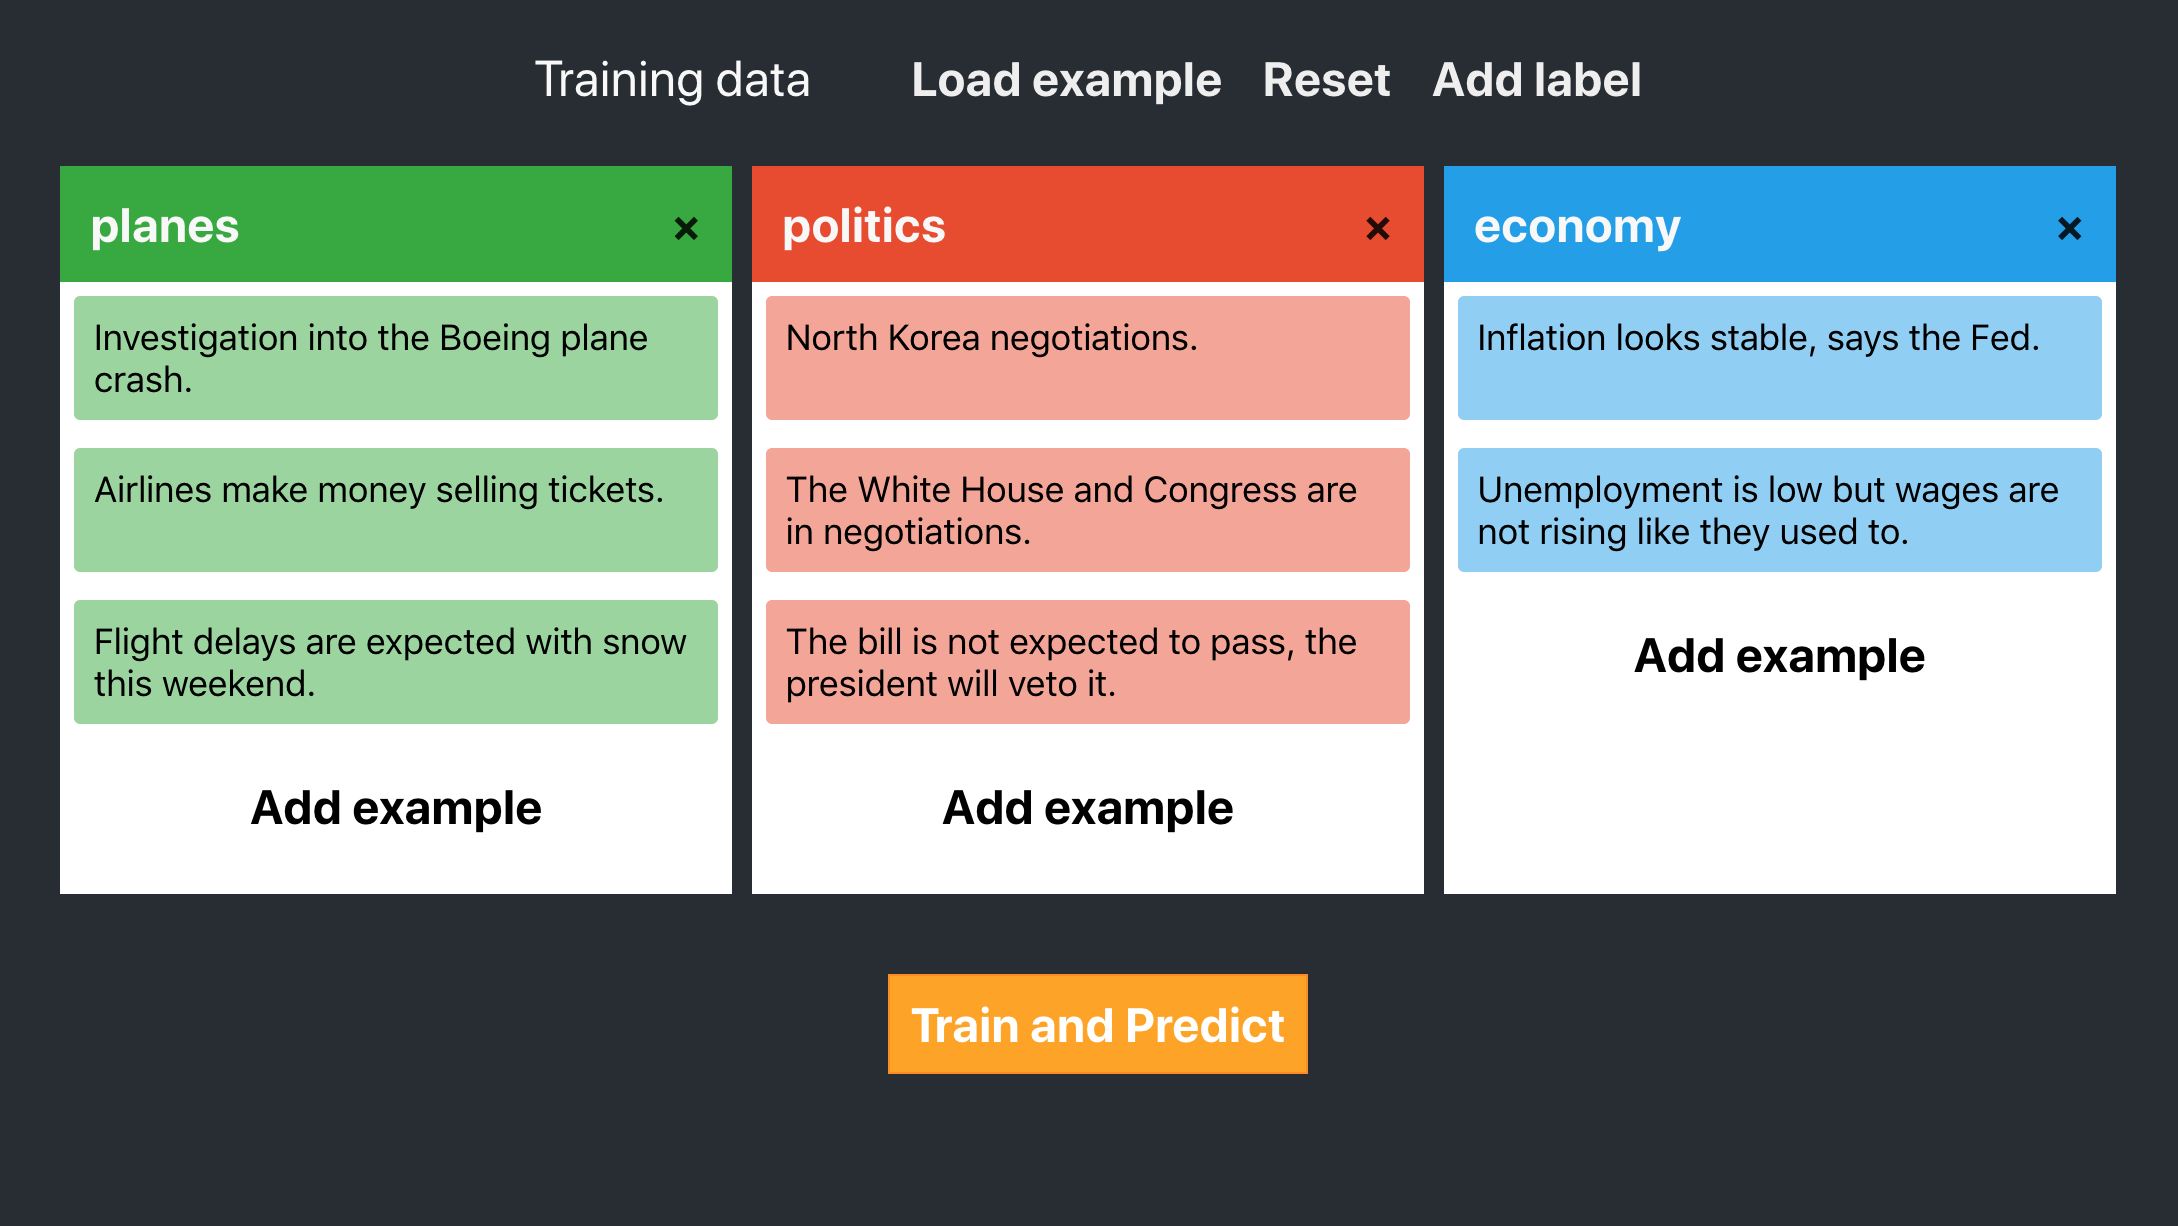 Training data
Load example
Reset
Add label
planes
×
Investigation into the Boeing plane
crash.
Airlines make money selling tickets.
Flight delays are expected with snow
this weekend.
Add example
politics
×
North Korea negotiations.
The White House and Congress are
in negotiations.
The bill is not expected to pass, the
president will veto it.
Add example
economy
×
Inflation looks stable, says the Fed.
Unemployment is low but wages are
not rising like they used to.
Add example
Train and Predict